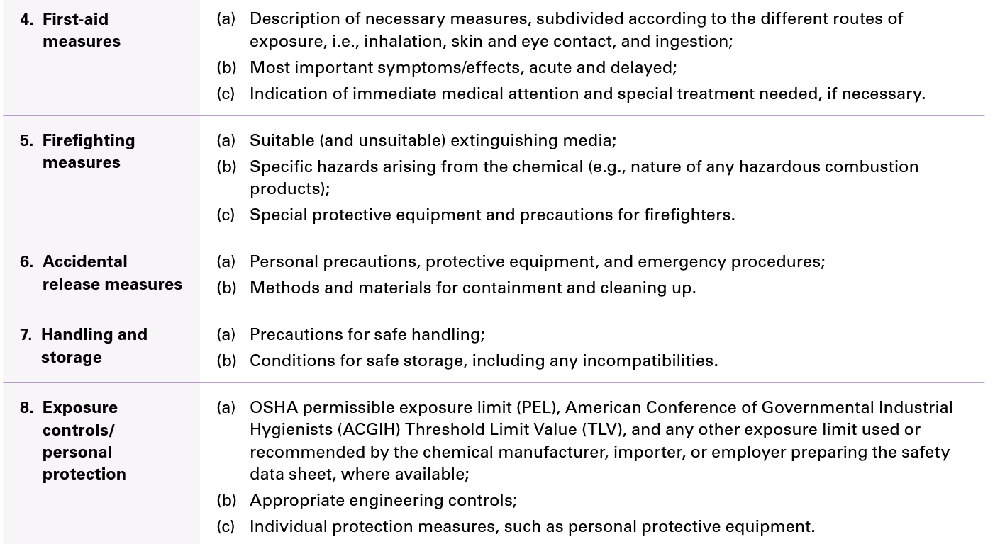 4. First-aid
measures
(a) Description of necessary measures, subdivided according to the different routes of
exposure, i.e., inhalation, skin and eye contact, and ingestion;
(b) Most important symptoms/effects, acute and delayed;
(c) Indication of immediate medical attention and special treatment needed, if necessary.
5. Firefighting
measures
(a) Suitable (and unsuitable) extinguishing media;
(b) Specific hazards arising from the chemical (e.g., nature of any hazardous combustion
products);
(c) Special protective equipment and precautions for firefighters.
6. Accidental
release measures
(a) Personal precautions, protective equipment, and emergency procedures;
(b) Methods and materials for containment and cleaning up.
7. Handling and
storage
(a) Precautions for safe handling;
(b) Conditions for safe storage, including any incompatibilities.
8. Exposure
controls/
personal
protection
(a) OSHA permissible exposure limit (PEL), American Conference of Governmental Industrial
Hygienists (ACGIH) Threshold Limit Value (TLV), and any other exposure limit used or
recommended by the chemical manufacturer, importer, or employer preparing the safety
data sheet, where available;
(b) Appropriate engineering controls;
(c) Individual protection measures, such as personal protective equipment.